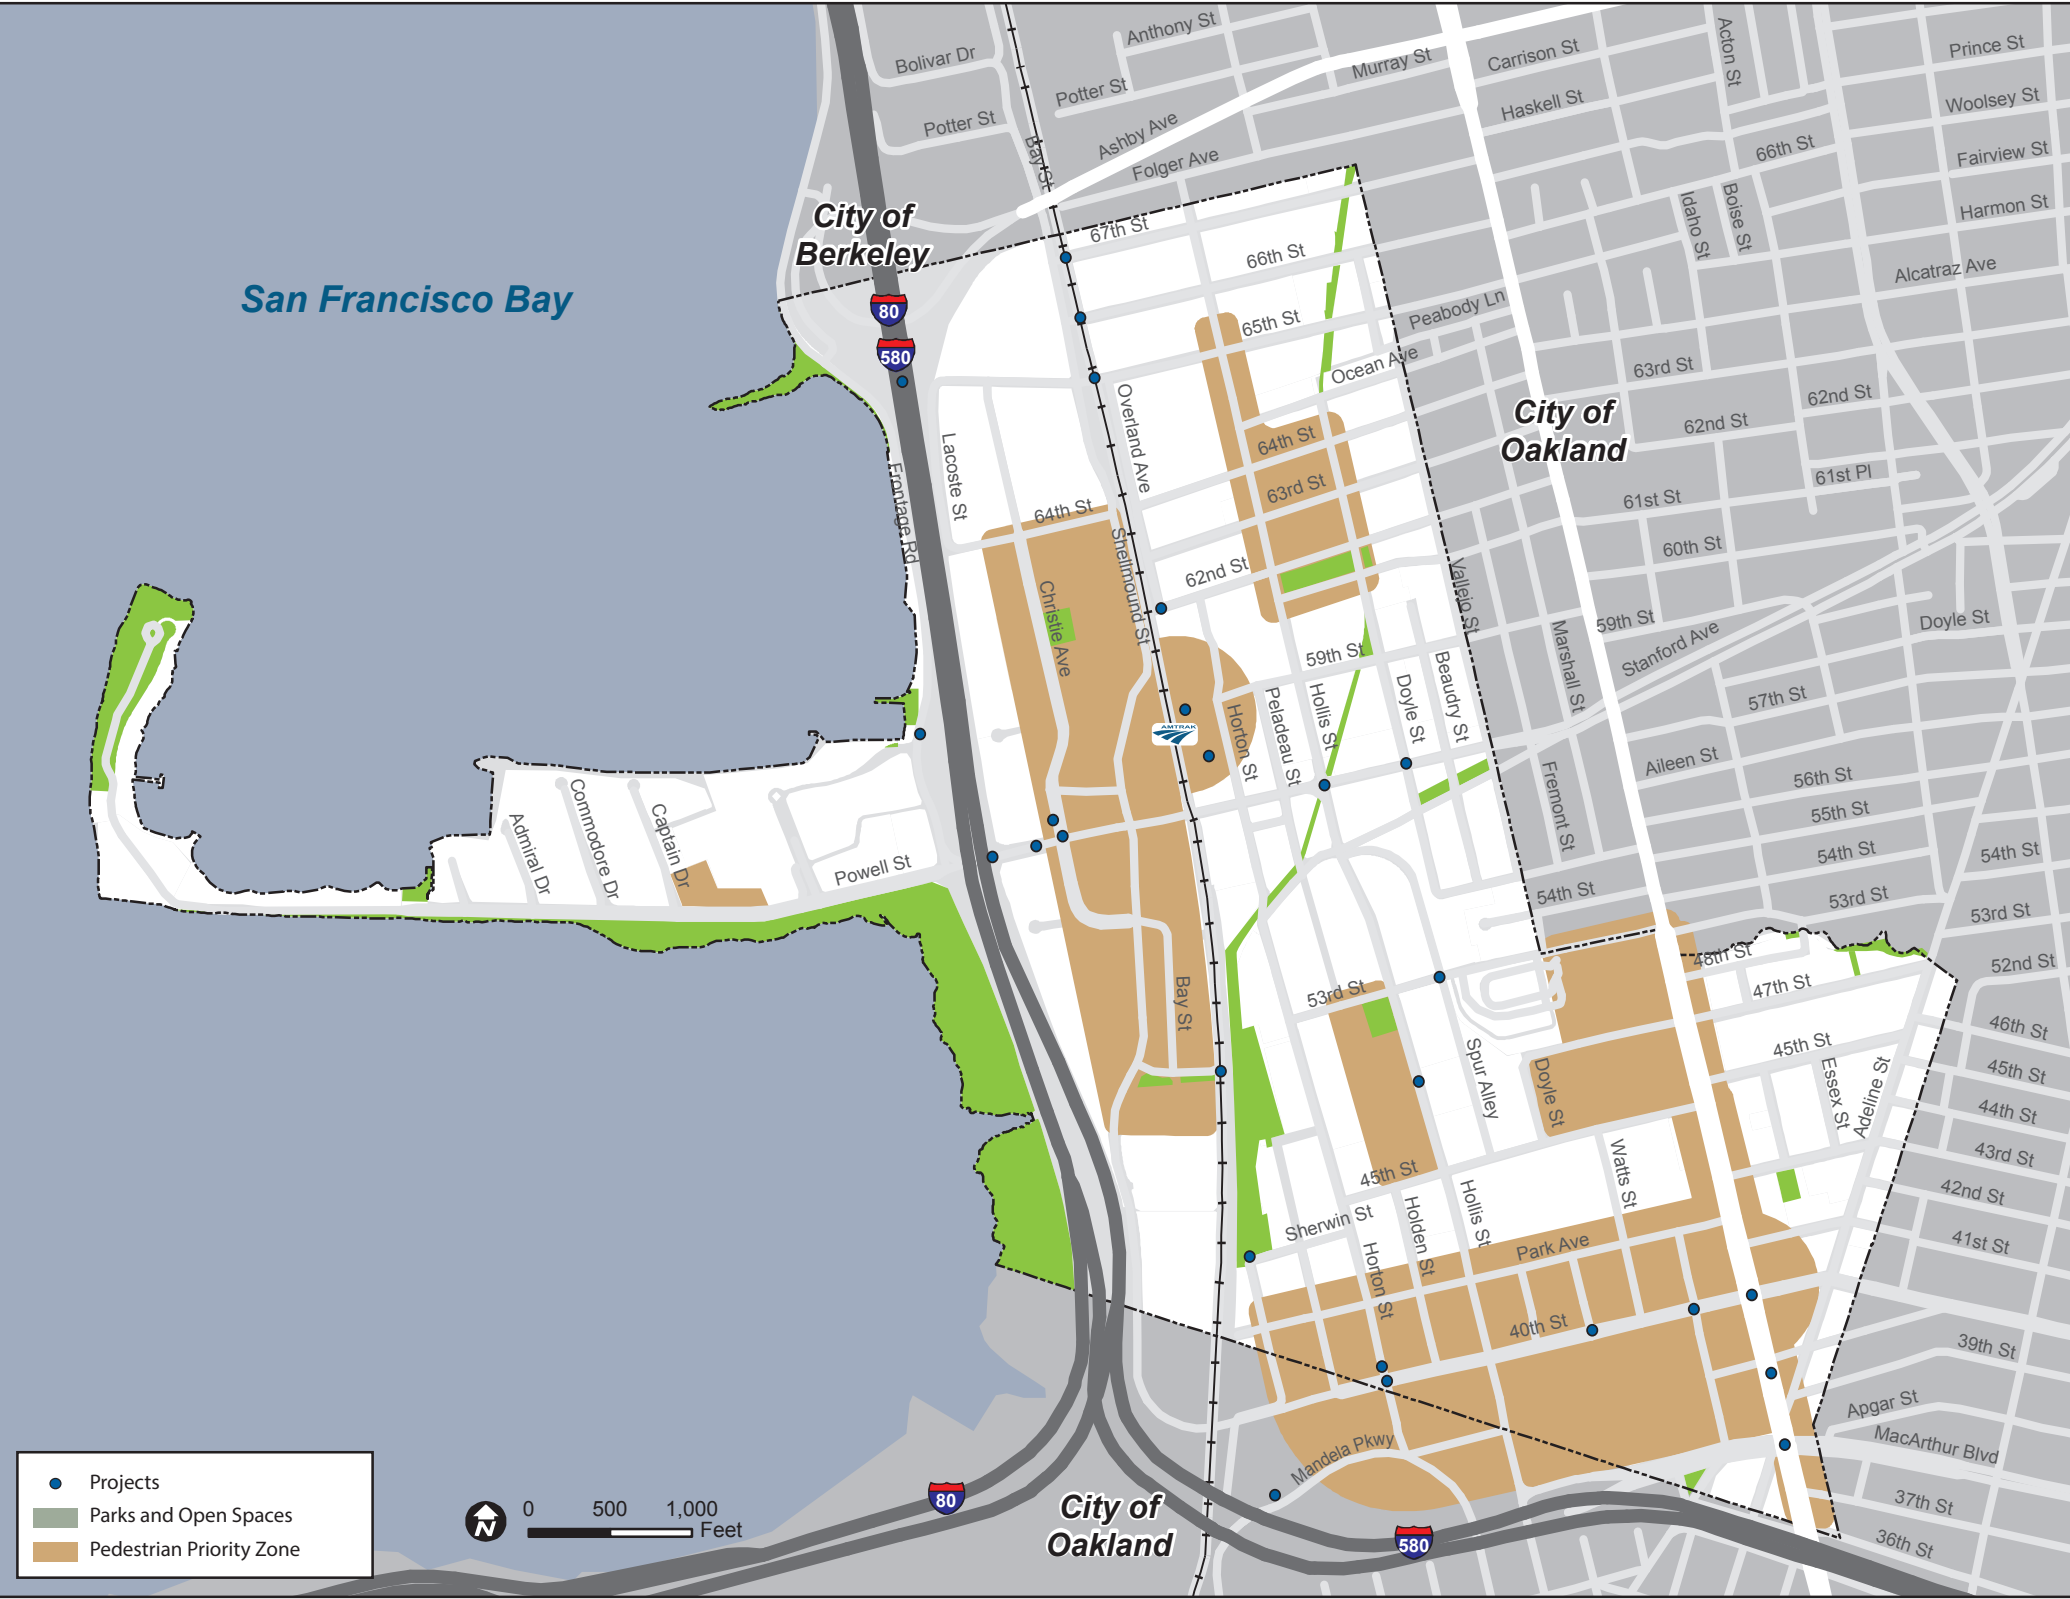 Anthony St
Bolivar Dr
Potter St
Murray St
Carrison St
Acton St
Prince St
Potter St
Haskell St
Woolsey St
Ashby Ave
Bay St
Folger Ave
66th St
Fairview St
City of
Berkeley
67th St
Idaho St
Boise St
Harmon St
66th St
San Francisco Bay
80
580
65th St
Peabody Ln
Alcatraz Ave
Ocean Ave
63rd St
62nd St
City of
Oakland
62nd St
Overland Ave
Lacoste St
Frontage Rd
64th St
63rd St
61st St
61st Pl
64th St
60th St
Shellmound St
62nd St
Vallejo St
Christie Ave
59th St
Stanford Ave
Doyle St
Marshall St
59th St
Beaudry St
Doyle St
Hollis St
Peladeau St
Horton St
AMTRAK
57th St
Aileen St
56th St
Fremont St
55th St
54th St
54th St
Admiral Dr
Commodore Dr
Captain Dr
Powell St
54th St
53rd St
53rd St
48th St
47th St
52nd St
Bay St
53rd St
46th St
45th St
45th St
Spur Alley
Doyle St
Essex St
Adeline St
44th St
43rd St
42nd St
41st St
45th St
Watts St
Sherwin St
Holden St
Hollis St
Horton St
Park Ave
40th St
39th St
Apgar St
MacArthur Blvd
Mandela Pkwy
37th St
36th St
80
City of
Oakland
580
Projects
Parks and Open Spaces
Pedestrian Priority Zone
N
0 500 1,000
Feet